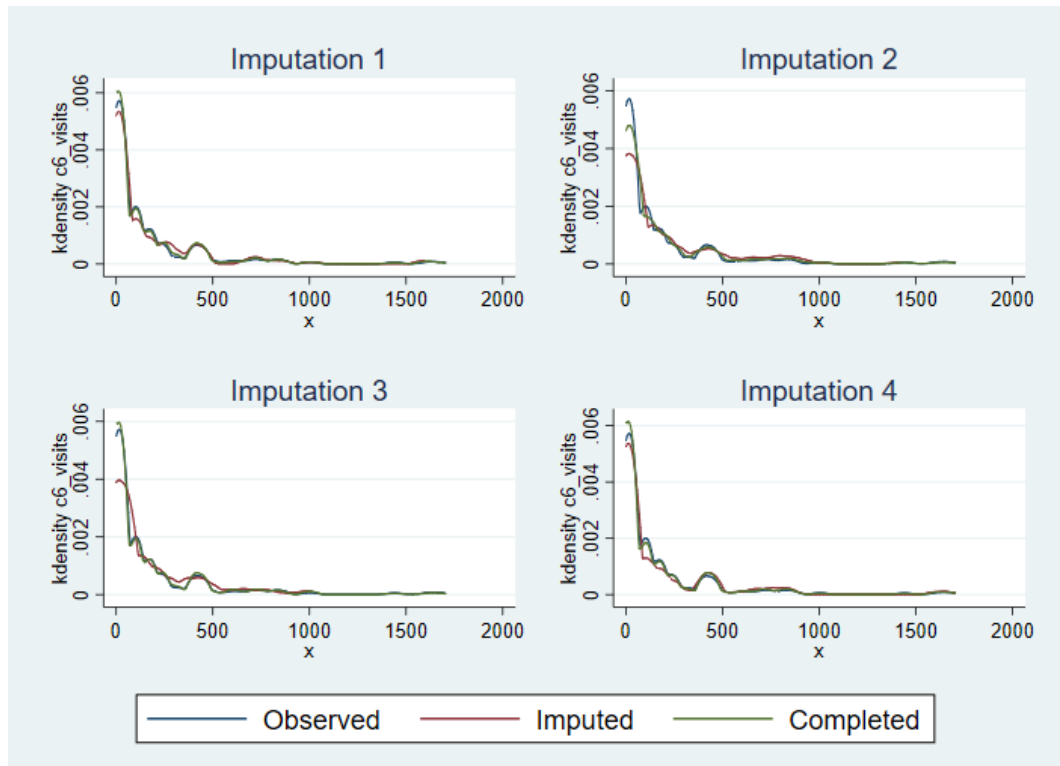 Imputation 1
kdensity c6_visits
.006
.004
.002
0
0 500 1000 1500 2000
x
Imputation 2
kdensity c6_visits
.006
.004
.002
0
0 500 1000 1500 2000
x
Imputation 3
kdensity c6_visits
.006
.004
.002
0
0 500 1000 1500 2000
x
Imputation 4
kdensity c6_visits
.006
.004
.002
0
0 500 1000 1500 2000
x
Observed Imputed Completed